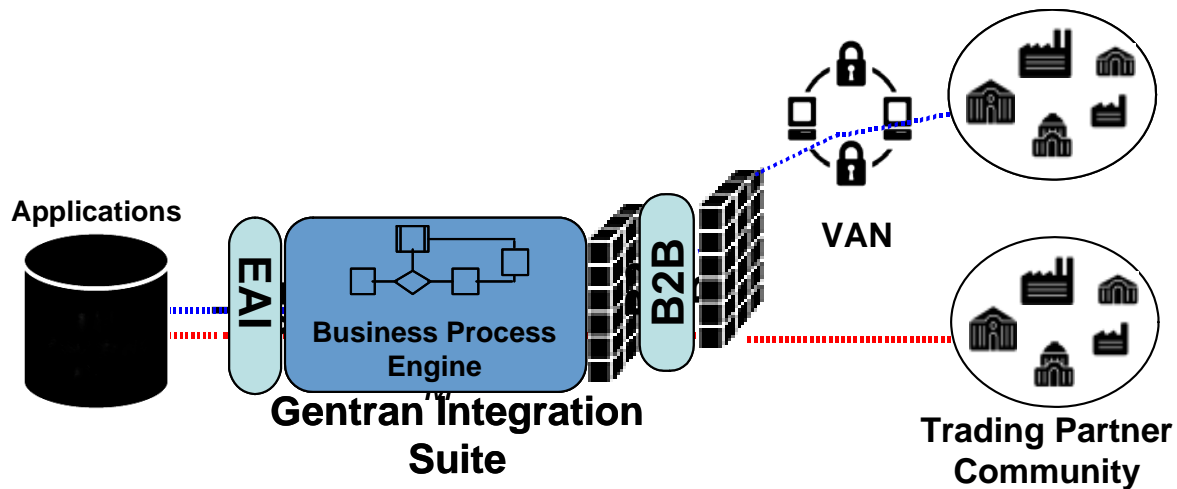 Applications
EAI
Business Process
Engine
Gentran Integration
Suite
B2B
VAN
Trading Partner
Community